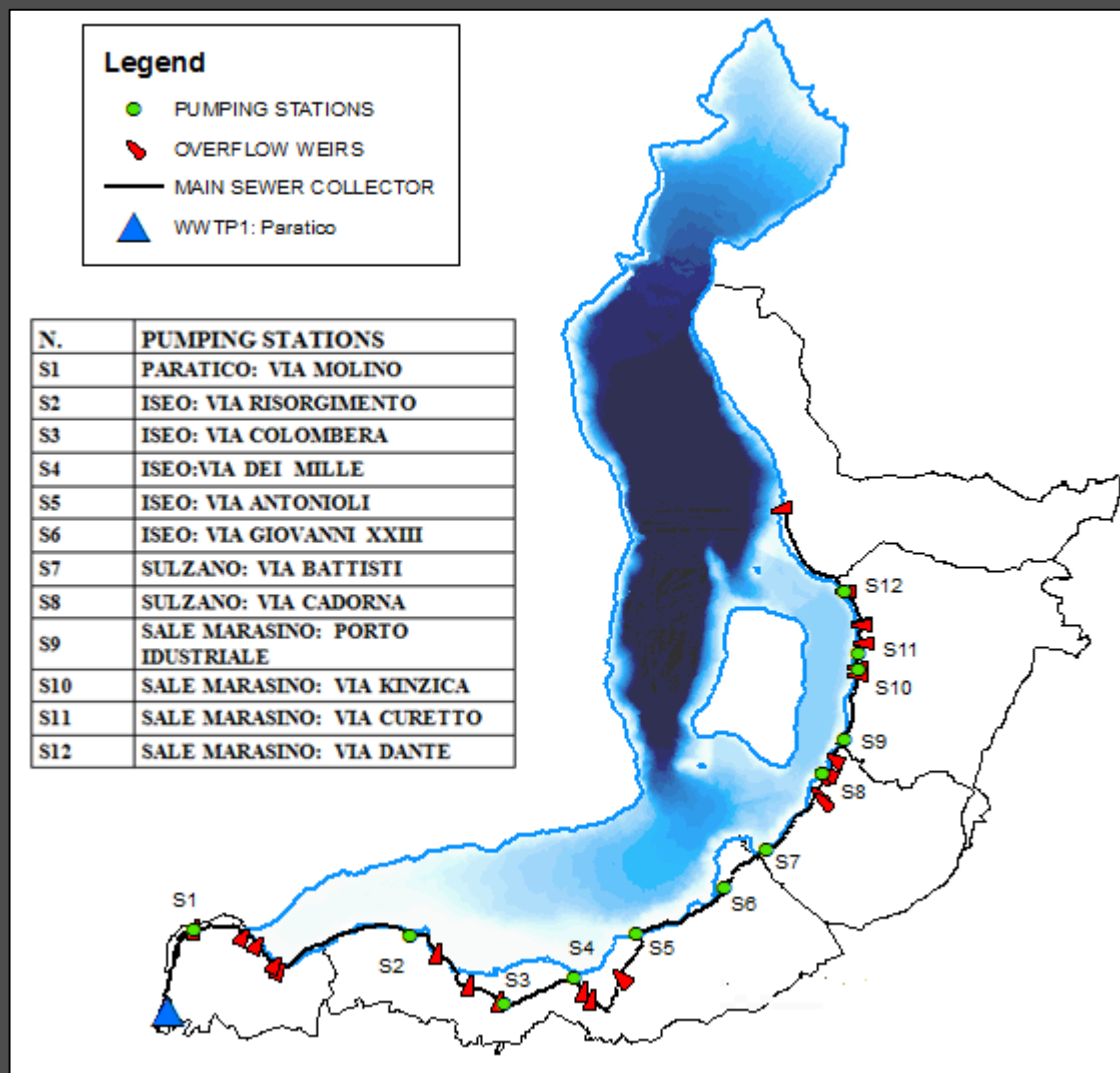 Legend
PUMPING STATIONS
OVERFLOW WEIRS
MAIN SEWER COLLECTOR
WWTP1: Paratico
N. PUMPING STATIONS
S1 PARATICO: VIA MOLINO
S2 ISEO: VIA RISORGIMENTO
S3 ISEO: VIA COLOMBERA
S4 ISEO:VIA DEI MILLE
S5 ISEO: VIA ANTONIOLI
S6 ISEO: VIA GIOVANNI XXIII
S7 SULZANO: VIA BATTISTI
S8 SULZANO: VIA CADORNA
S9 SALE MARASINO: PORTO
IDUSTRIALE
S10 SALE MARASINO: VIA KINZICA
S11 SALE MARASINO: VIA CURETTO
S12 SALE MARASINO: VIA DANTE
S12
S11
S10
S9
S8
S7
S6
S5
S4
S3
S2
S1